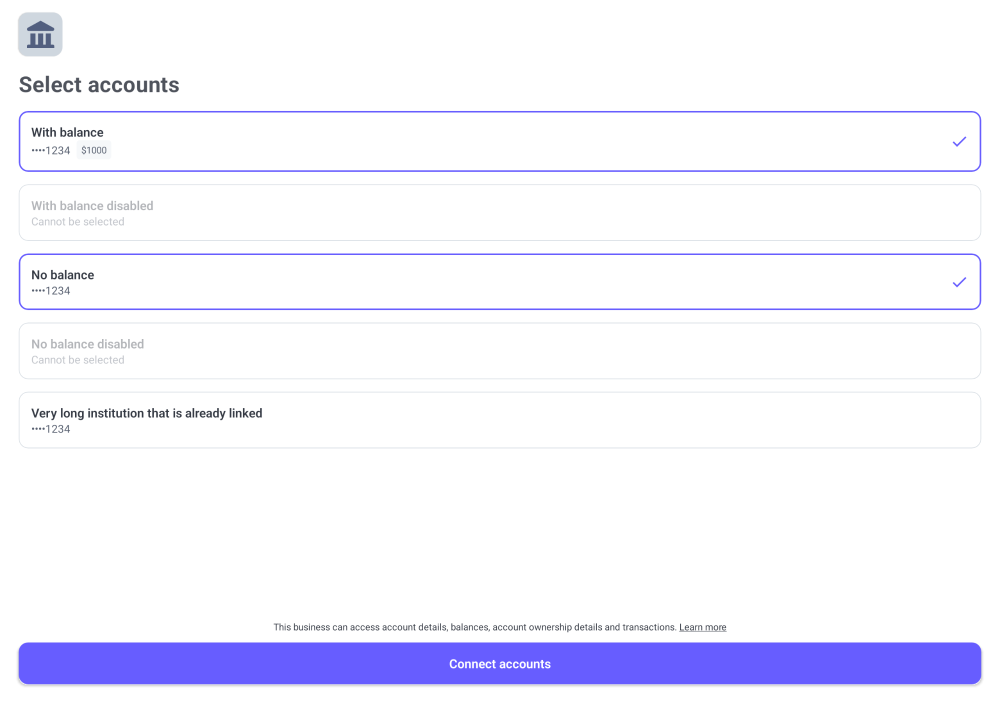 Select accounts
With balance
••••1234 $1000
With balance disabled
Cannot be selected
No balance
••••1234
No balance disabled
Cannot be selected
Very long institution that is already linked
••••1234
This business can access account details, balances, account ownership details and transactions. Learn more
Connect accounts